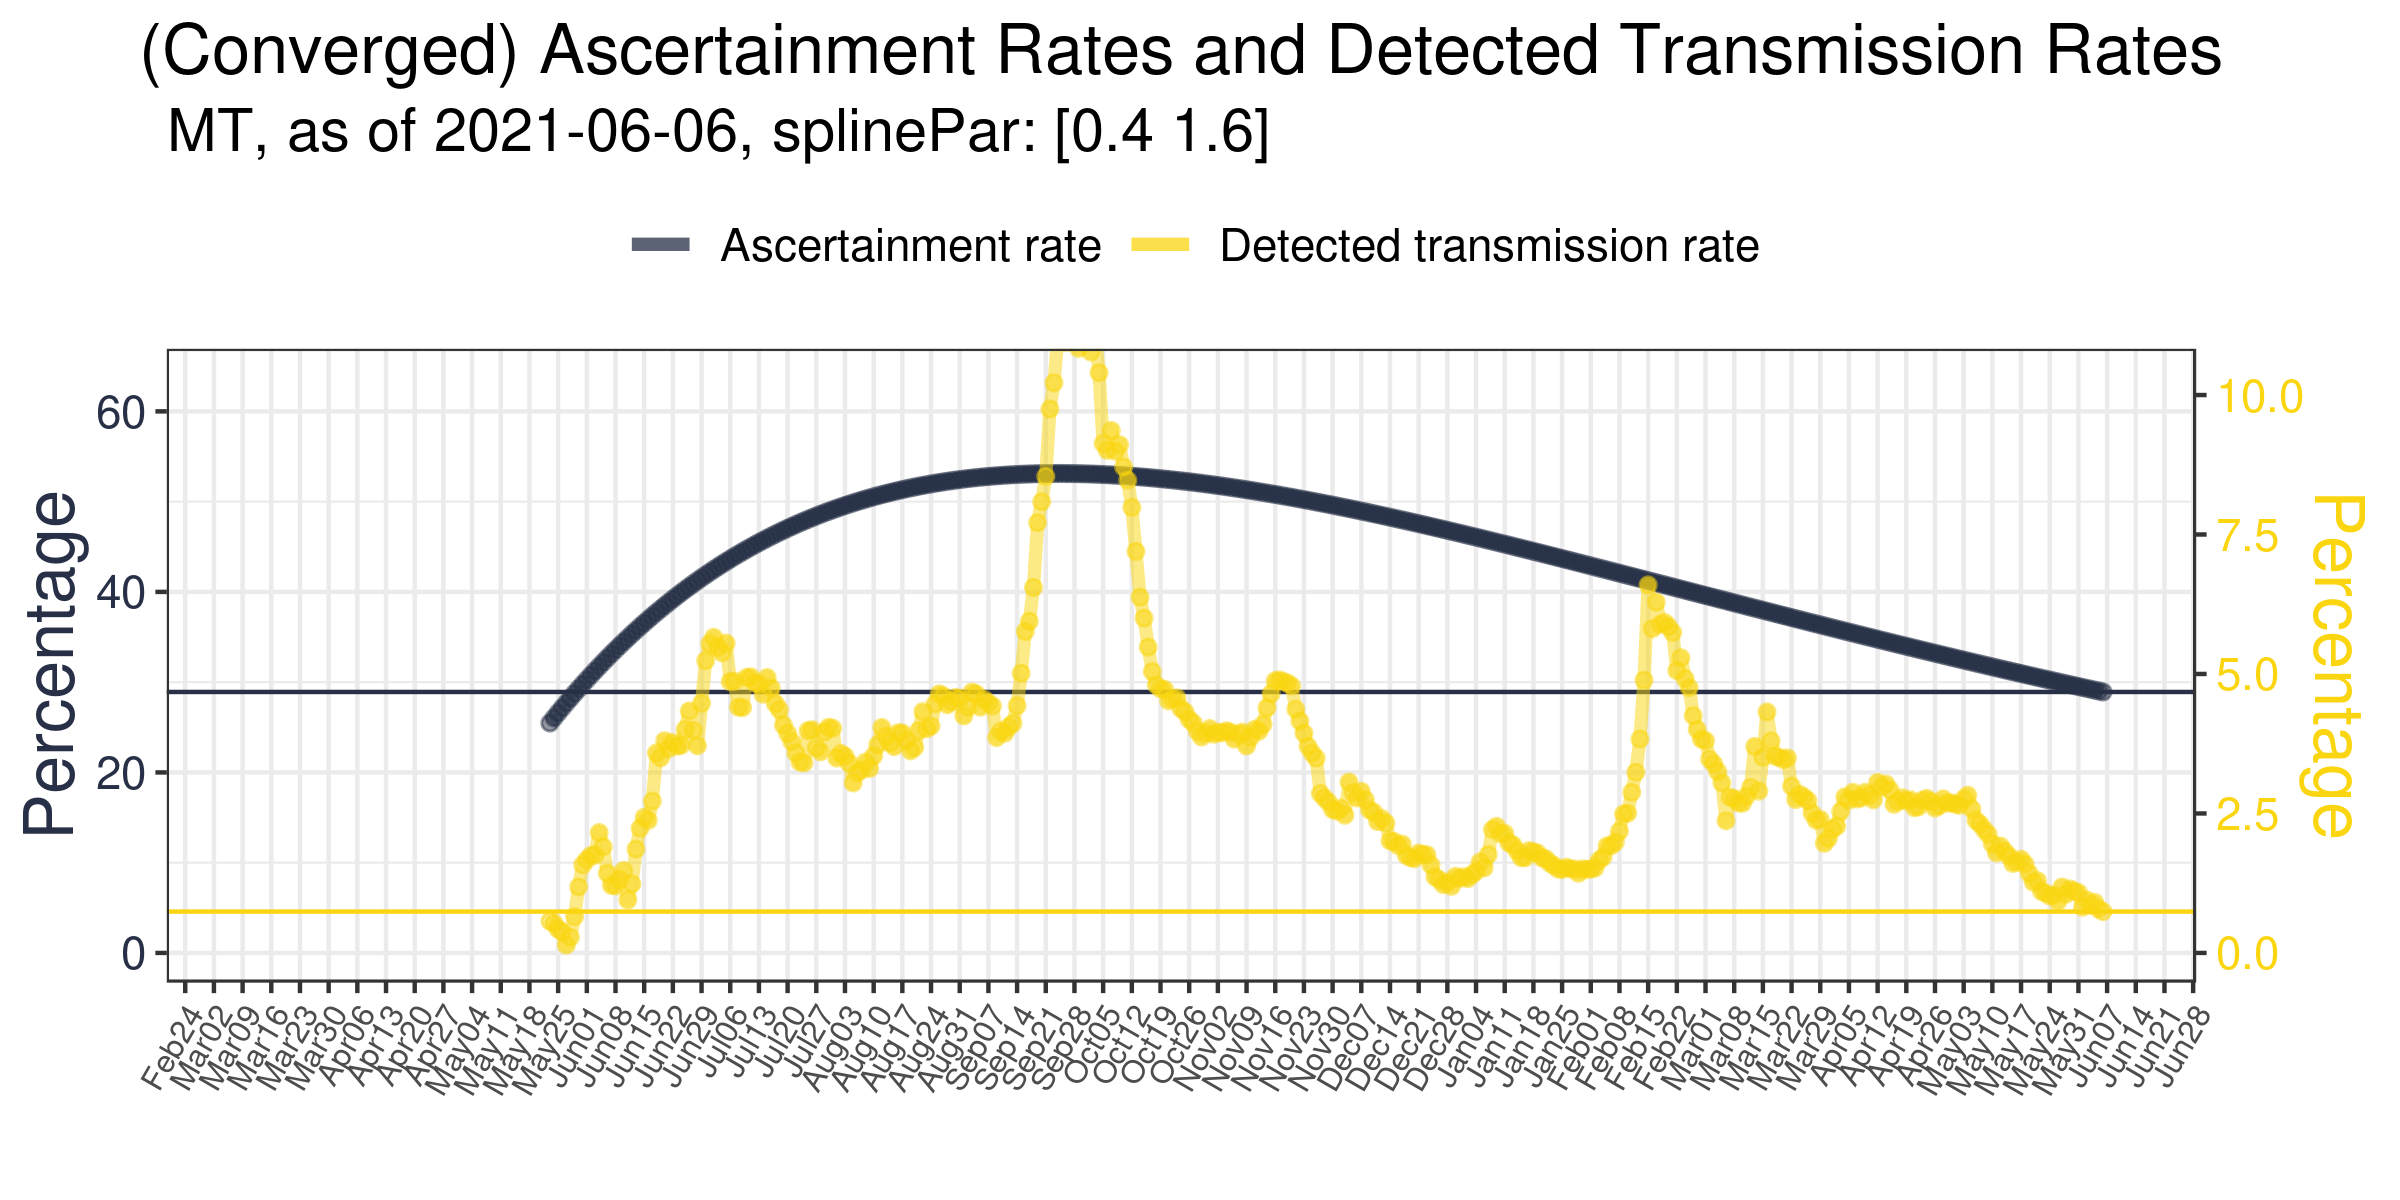 (Converged) Ascertainment Rates and Detected Transmission Rates
MT, as of 2021-06-06, splinePar: [0.4 1.6]
Ascertainment rate
Detected transmission rate
Percentage
60
40
20
0
10.0
7.5
5.0
2.5
0.0
Percentage
Feb24
Mar02
Mar09
Mar16
Mar23
Mar30
Apr06
Apr13
Apr20
Apr27
May04
May11
May18
May25
Jun01
Jun08
Jun15
Jun22
Jun29
Jul06
Jul13
Jul20
Jul27
Aug03
Aug10
Aug17
Aug24
Aug31
Sep07
Sep14
Sep21
Sep28
Oct05
Oct12
Oct19
Oct26
Nov02
Nov09
Nov16
Nov23
Nov30
Dec07
Dec14
Dec21
Dec28
Jan04
Jan11
Jan18
Jan25
Feb01
Feb08
Feb15
Feb22
Mar01
Mar08
Mar15
Mar22
Mar29
Apr05
Apr12
Apr19
Apr26
May03
May10
May17
May24
May31
Jun07
Jun14
Jun21
Jun28